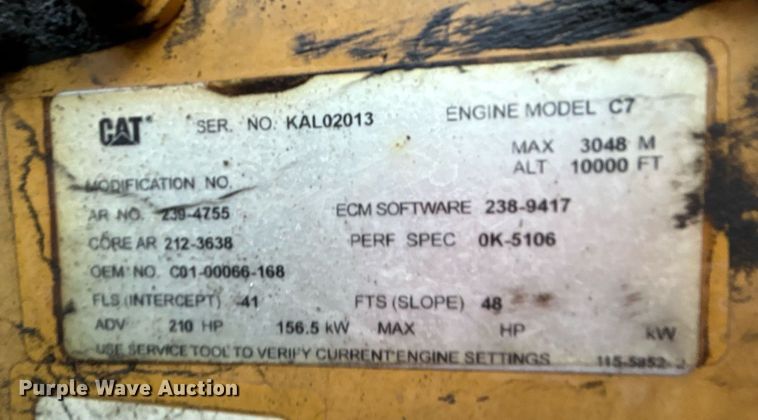 CAT SER. NO. KAL02013 ENGINE MODEL C7
MAX 3048 M
ALT 10000 FT
MODIFICATION NO.
AR NO. 239-4755 ECM SOFTWARE 238-9417
CORE AR 212-3638 PERF SPEC 0K-5106
OEM NO. C01-00066-168
FLS (INTERCEPT) 41 FTS (SLOPE) 48
ADV 210 HP 156.5 kW MAX HP kW
USE SERVICE TOOL TO VERIFY CURRENT ENGINE SETTINGS
Purple Wave Auction